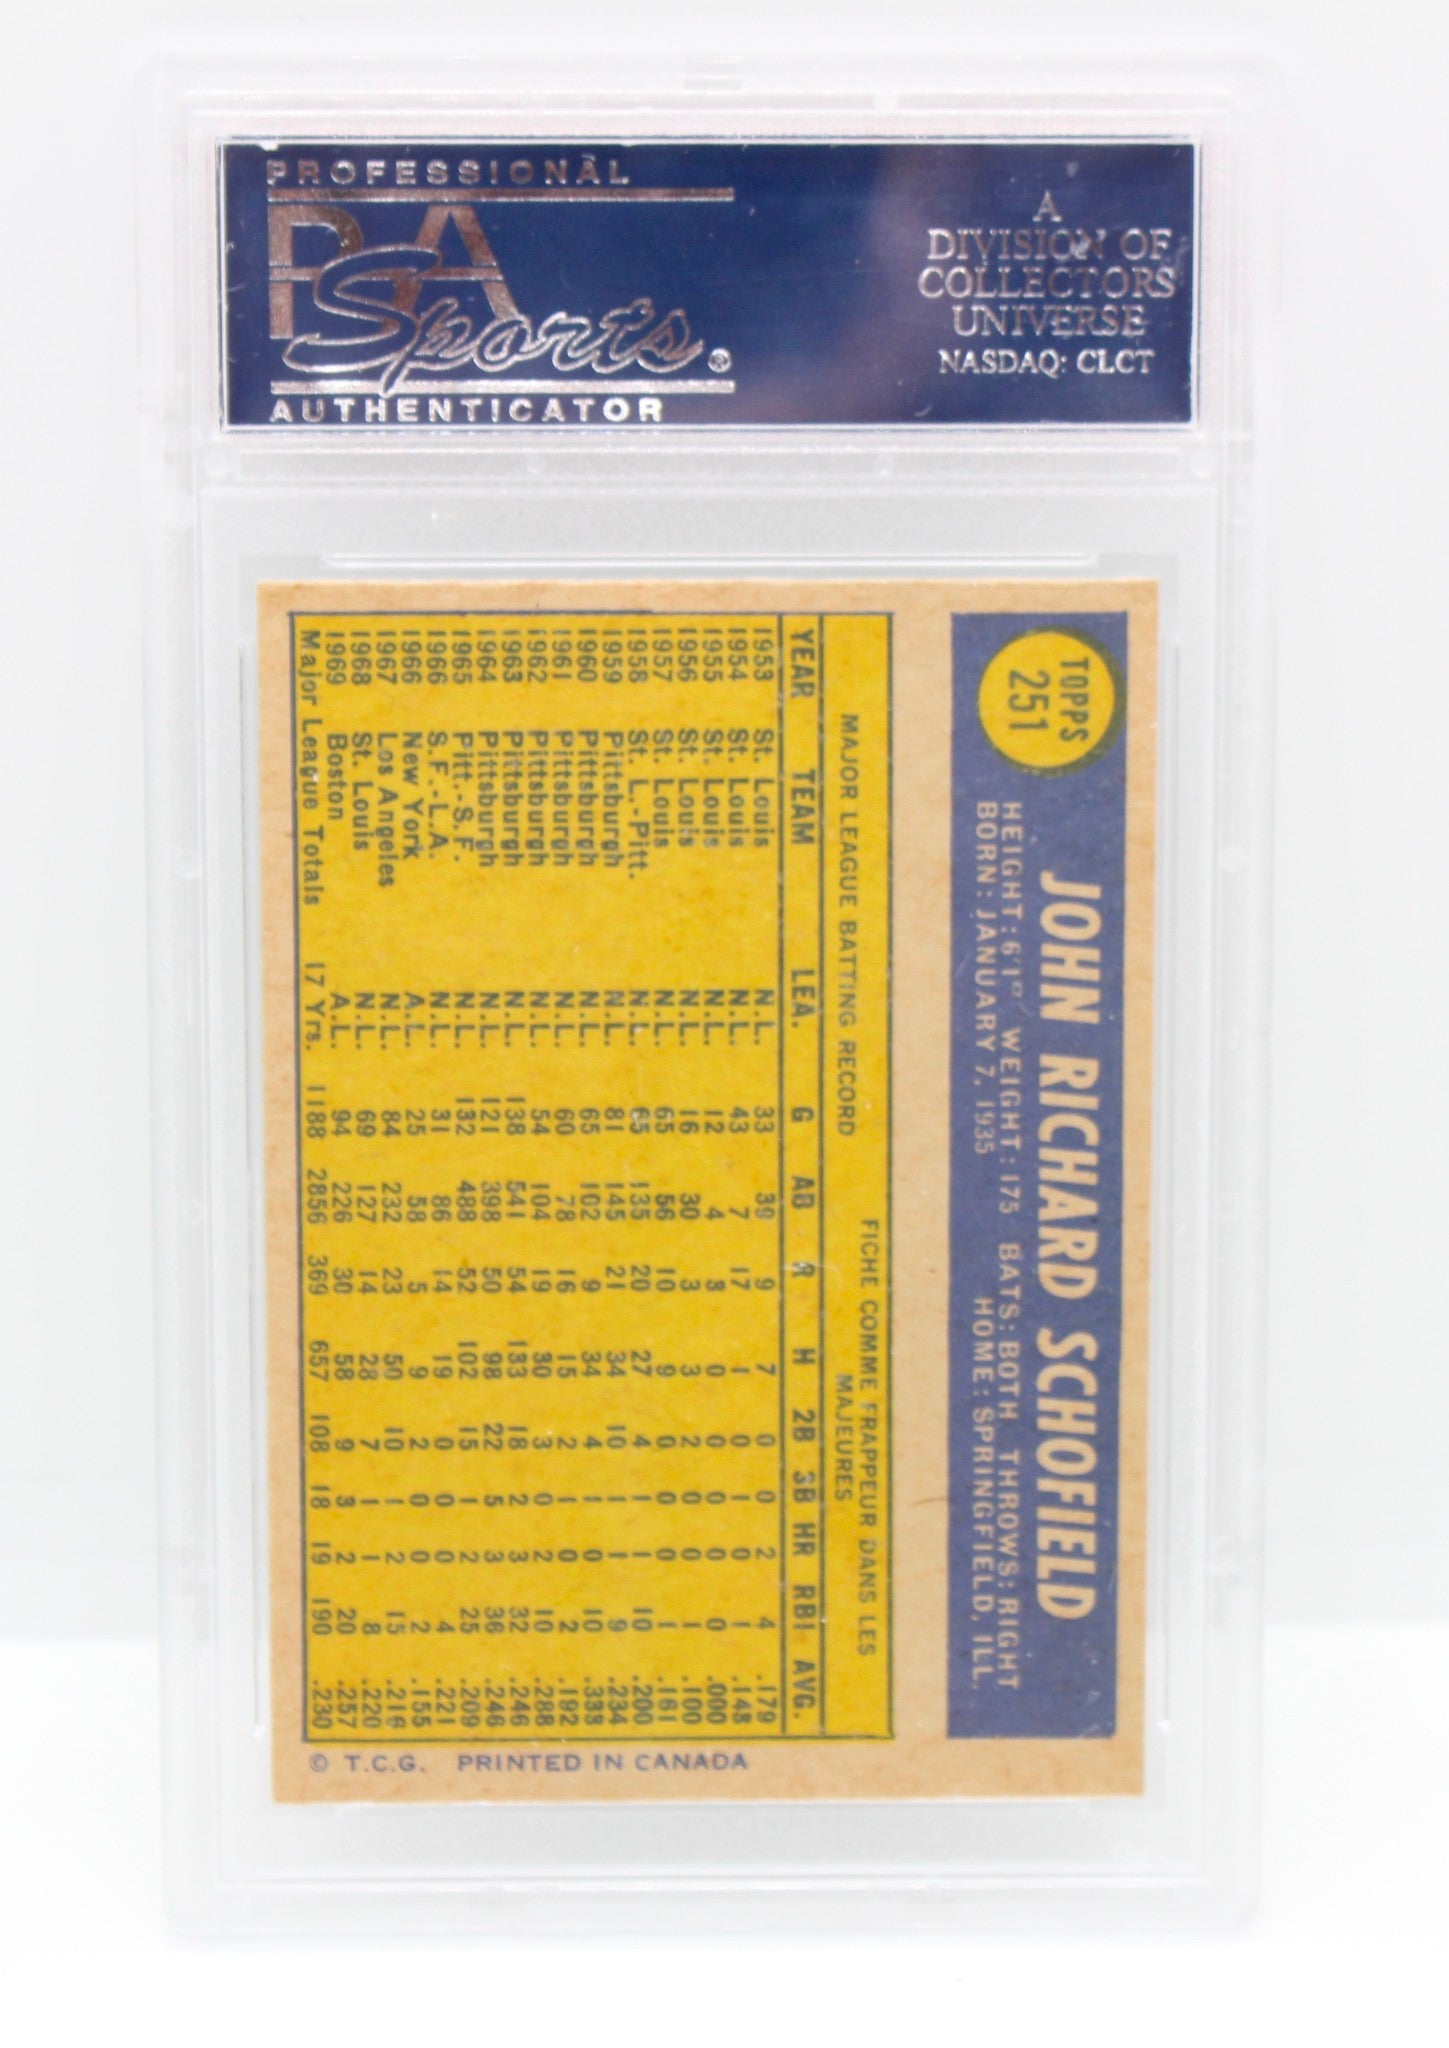 PROFESSIONAL
PSA
Sports®
AUTHENTICATOR
A
DIVISION OF
COLLECTORS
UNIVERSE
NASDAQ: CLCT
TOPPS
251
JOHN RICHARD SCHOFIELD
HEIGHT: 6'1" WEIGHT: 175 BATS: BOTH THROWS: RIGHT
BORN: JANUARY 7, 1935 HOME: SPRINGFIELD, ILL.
MAJOR LEAGUE BATTING RECORD
FICHE COMME FRAPPEUR DANS LES
MAJEURES
YEAR TEAM LEA. G AB R H 2B 3B HR RBI AVG.
1953 St. Louis N.L. 33 39 9 7 0 0 2 4 .179
1954 St. Louis N.L. 43 7 17 1 0 1 0 1 .143
1955 St. Louis N.L. 12 4 3 0 0 0 0 0 .000
1956 St. Louis N.L. 16 30 3 3 2 0 0 1 .100
1957 St. Louis N.L. 65 56 10 9 0 0 0 1 .161
1958 St. L.-Pitt. N.L. 65 135 20 27 4 1 1 10 .200
1959 Pittsburgh N.L. 81 145 21 34 10 1 1 9 .234
1960 Pittsburgh N.L. 65 102 9 34 4 1 0 10 .333
1961 Pittsburgh N.L. 60 78 16 15 2 1 0 2 .192
1962 Pittsburgh N.L. 54 104 19 30 3 0 2 10 .288
1963 Pittsburgh N.L. 138 541 54 133 18 2 3 32 .246
1964 Pittsburgh N.L. 121 398 50 98 22 5 3 36 .246
1965 Pitt.-S.F. N.L. 132 488 52 102 15 1 2 25 .209
1966 S.F.-L.A. N.L. 31 86 14 19 0 0 0 4 .221
1966 New York A.L. 25 58 5 9 2 0 0 2 .155
1967 Los Angeles N.L. 84 232 23 50 10 1 2 15 .216
1968 St. Louis N.L. 69 127 14 28 7 1 1 8 .220
1969 Boston A.L. 94 226 30 58 9 3 2 20 .257
Major League Totals 17 Yrs. 1188 2856 369 657 108 18 19 190 .230
© T.C.G. PRINTED IN CANADA